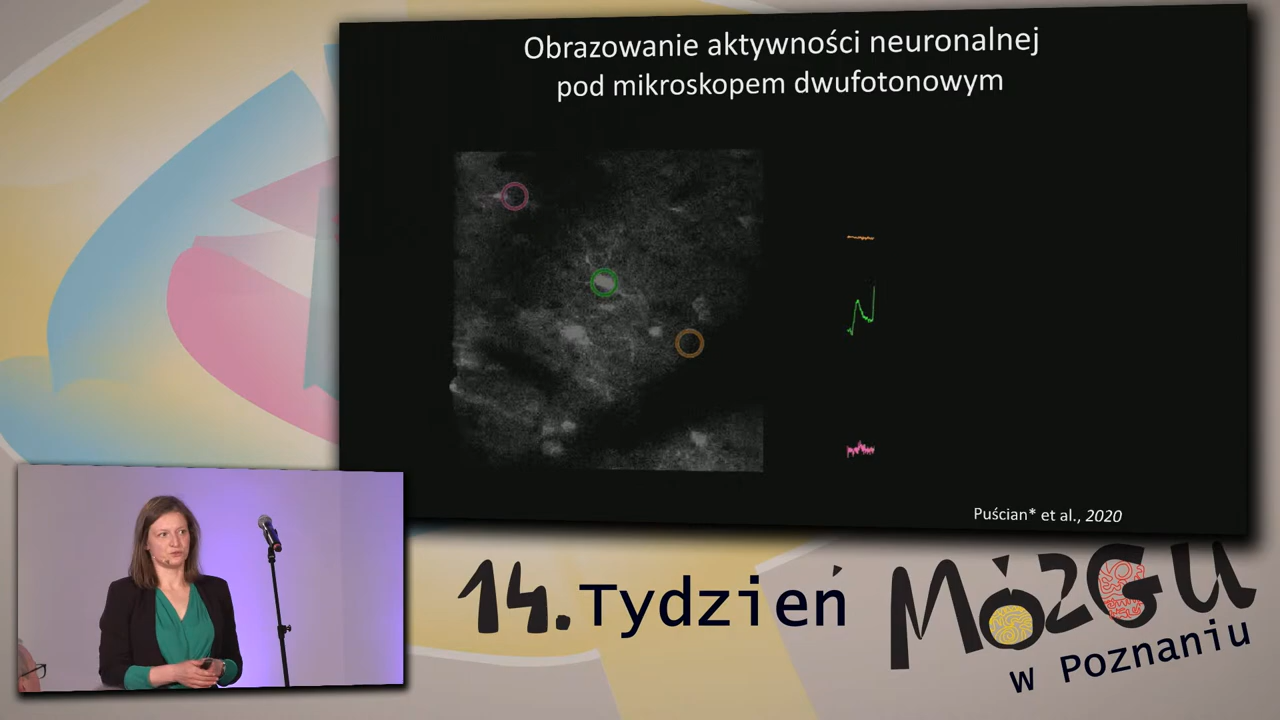 Obrazowanie aktywności neuronalnej
pod mikroskopem dwufotonowym
Puścian* et al., 2020
14. Tydzień
MÓZGU
w Poznaniu